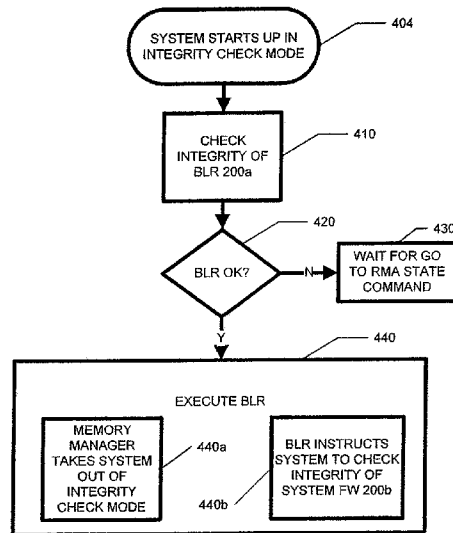 SYSTEM STARTS UP IN
INTEGRITY CHECK MODE
404
CHECK
INTEGRITY OF
BLR 200a
410
420
BLR OK?
N
430
WAIT FOR GO
TO RMA STATE
COMMAND
Y
440
EXECUTE BLR
MEMORY
MANAGER
TAKES SYSTEM
OUT OF
INTEGRITY
CHECK MODE
440a
BLR INSTRUCTS
SYSTEM TO CHECK
INTEGRITY OF
SYSTEM FW 200b
440b